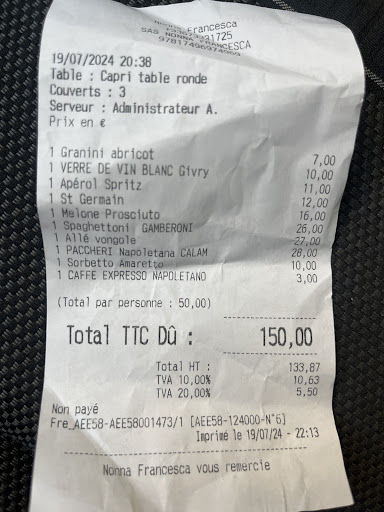 Francesca
SAS NONNA FRANCESCA
19/07/2024 20:38
Table : Capri table ronde
Couverts : 3
Serveur : Administrateur A.
Prix en €
1 Granini abricot 7,00
1 VERRE DE VIN BLANC Givry 10,00
1 Apérol Spritz 11,00
1 St Germain 12,00
1 Melone Prosciuto 16,00
1 Spaghettoni GAMBERONI 26,00
1 Allé vongole 27,00
1 PACCHERI Napoletana CALAM 28,00
1 Sorbetto Amaretto 10,00
1 CAFFE EXPRESSO NAPOLETANO 3,00
(Total par personne : 50,00)
Total TTC Dû : 150,00
Total HT : 133,87
TVA 10,00% 10,63
TVA 20,00% 5,50
Non payé
Fre_AEE58-AEE58001473/1 [AEE58-124000-N°6]
Imprimé le 19/07/24 - 22:13
Nonna Francesca vous remercie